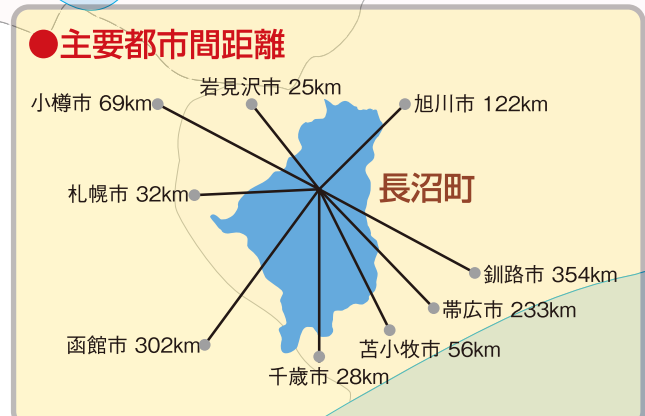 ●主要都市間距離
岩見沢市 25km
小樽市 69km
旭川市 122km
札幌市 32km
長沼町
釧路市 354km
帯広市 233km
函館市 302km
苫小牧市 56km
千歳市 28km